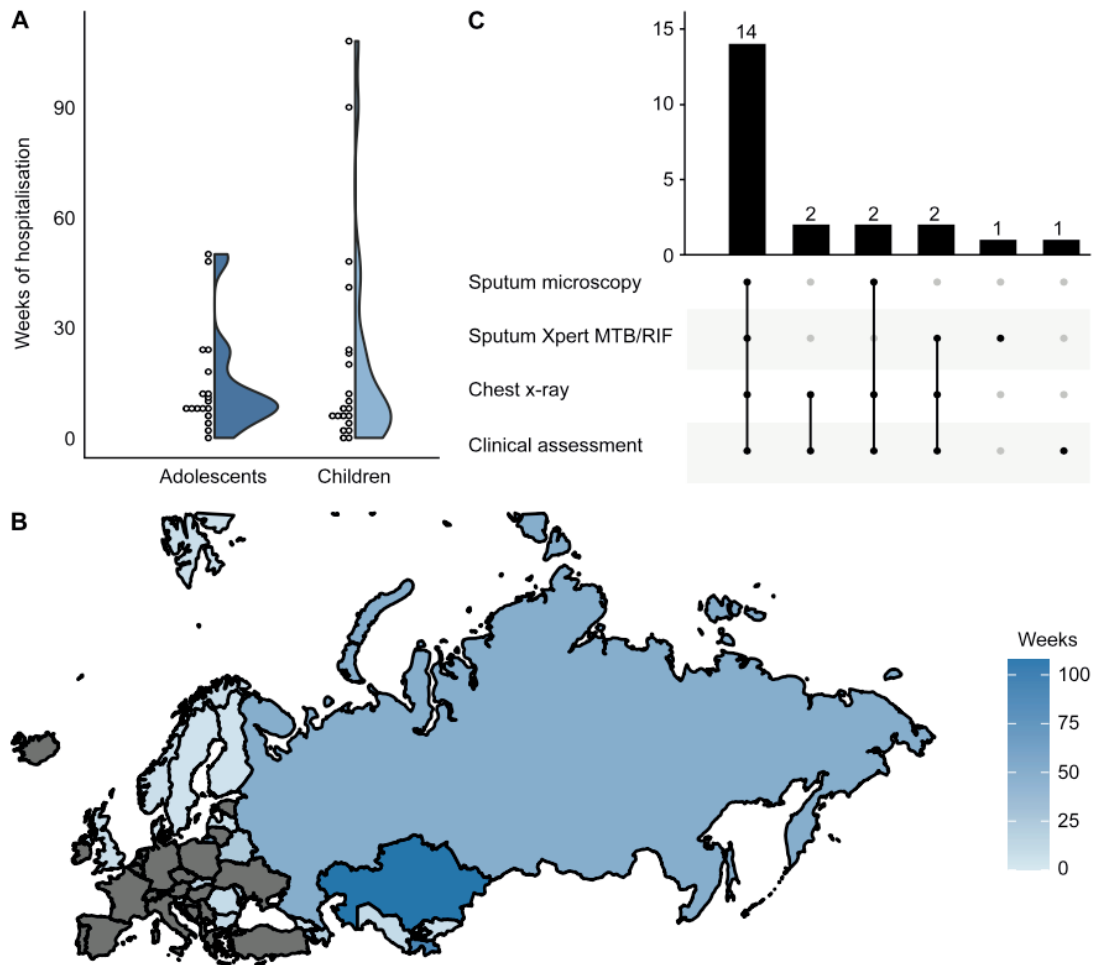 A
Weeks of hospitalisation
90
60
30
0
Adolescents
Children
C
15
10
5
0
14
2
2
2
1
1
Sputum microscopy
Sputum Xpert MTB/RIF
Chest x-ray
Clinical assessment
B
Weeks
100
75
50
25
0